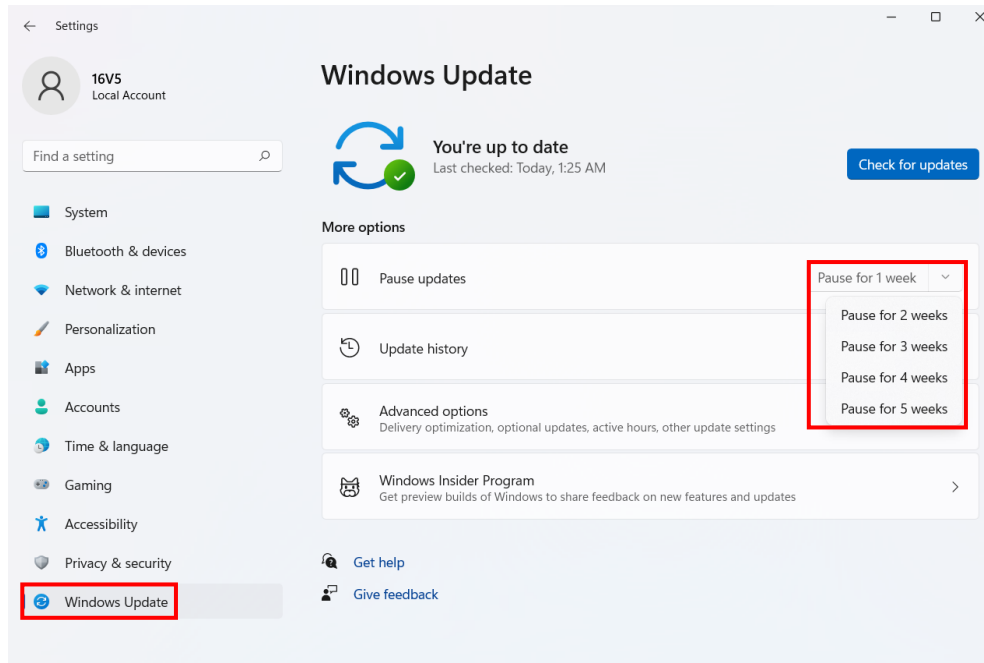 Settings
16V5
Local Account
Find a setting
System
Bluetooth & devices
Network & internet
Personalization
Apps
Accounts
Time & language
Gaming
Accessibility
Privacy & security
Windows Update
Windows Update
You're up to date
Last checked: Today, 1:25 AM
Check for updates
More options
Pause updates
Pause for 1 week
Pause for 2 weeks
Pause for 3 weeks
Pause for 4 weeks
Pause for 5 weeks
Update history
Advanced options
Delivery optimization, optional updates, active hours, other update settings
Windows Insider Program
Get preview builds of Windows to share feedback on new features and updates
Get help
Give feedback